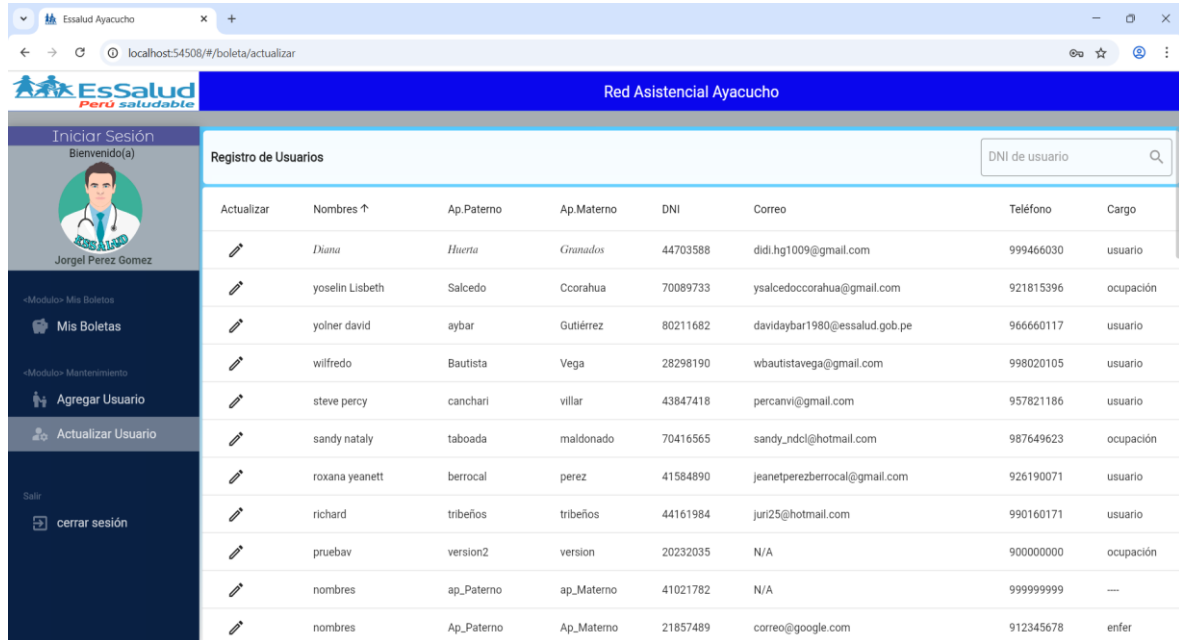 Essalud Ayacucho
localhost:54508/#/boleta/actualizar
EsSalud
Perú saludable
Red Asistencial Ayacucho
Iniciar Sesión
Bienvenido(a)
ESSALUD
Jorgel Perez Gomez
<Modulo> Mis Boletos
Mis Boletas
<Modulo> Mantenimiento
Agregar Usuario
Actualizar Usuario
Salir
cerrar sesión
Registro de Usuarios
DNI de usuario
Actualizar Nombres ↑ Ap.Paterno Ap.Materno DNI Correo Teléfono Cargo
Diana Huerta Granados 44703588 didi.hg1009@gmail.com 999466030 usuario
yoselin Lisbeth Salcedo Ccorahua 70089733 ysalcedoccorahua@gmail.com 921815396 ocupación
yolner david aybar Gutiérrez 80211682 davidaybar1980@essalud.gob.pe 966660117 usuario
wilfredo Bautista Vega 28298190 wbautistavega@gmail.com 998020105 usuario
steve percy canchari villar 43847418 percanvi@gmail.com 957821186 usuario
sandy nataly taboada maldonado 70416565 sandy_ndcl@hotmail.com 987649623 ocupación
roxana yeanett berrocal perez 41584890 jeanetperezberrocal@gmail.com 926190071 usuario
richard tribeños tribeños 44161984 juri25@hotmail.com 990160171 usuario
pruebav version2 version 20232035 N/A 900000000 ocupación
nombres ap_Paterno ap_Materno 41021782 N/A 999999999 ----
nombres Ap_Paterno Ap_Materno 21857489 correo@google.com 912345678 enfer